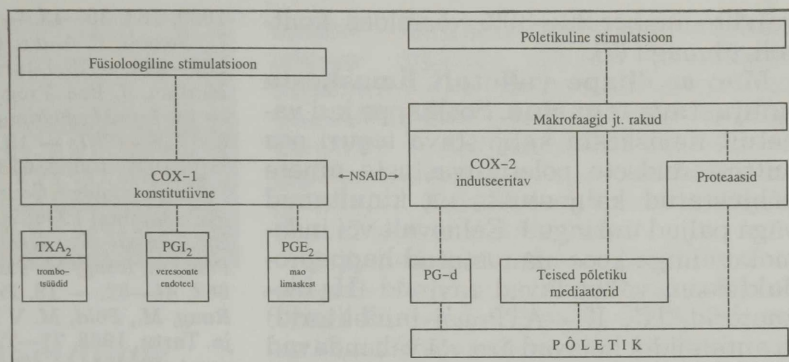 Füsioloogiline stimulatsioon
COX-1
konstitutiivne
TXA2
trombo-
tsüüdid
PGI2
veresoonte
endoteel
PGE2
mao
limaskest
←NSAID→
Põletikuline stimulatsioon
Makrofaagid jt. rakud
COX-2
indutseeritav
Proteaasid
PG-d
Teised põletiku
mediaatorid
PÕLETIK